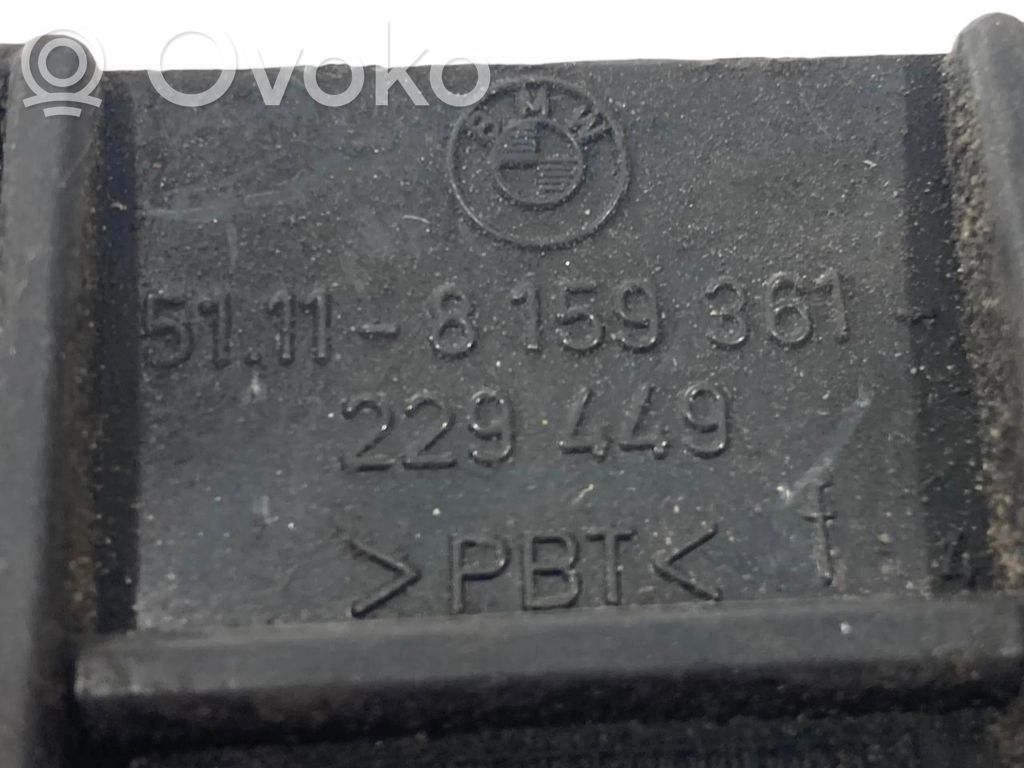 Ovoko
BMW
51.11-8 159 361
229 449
>PBT< f